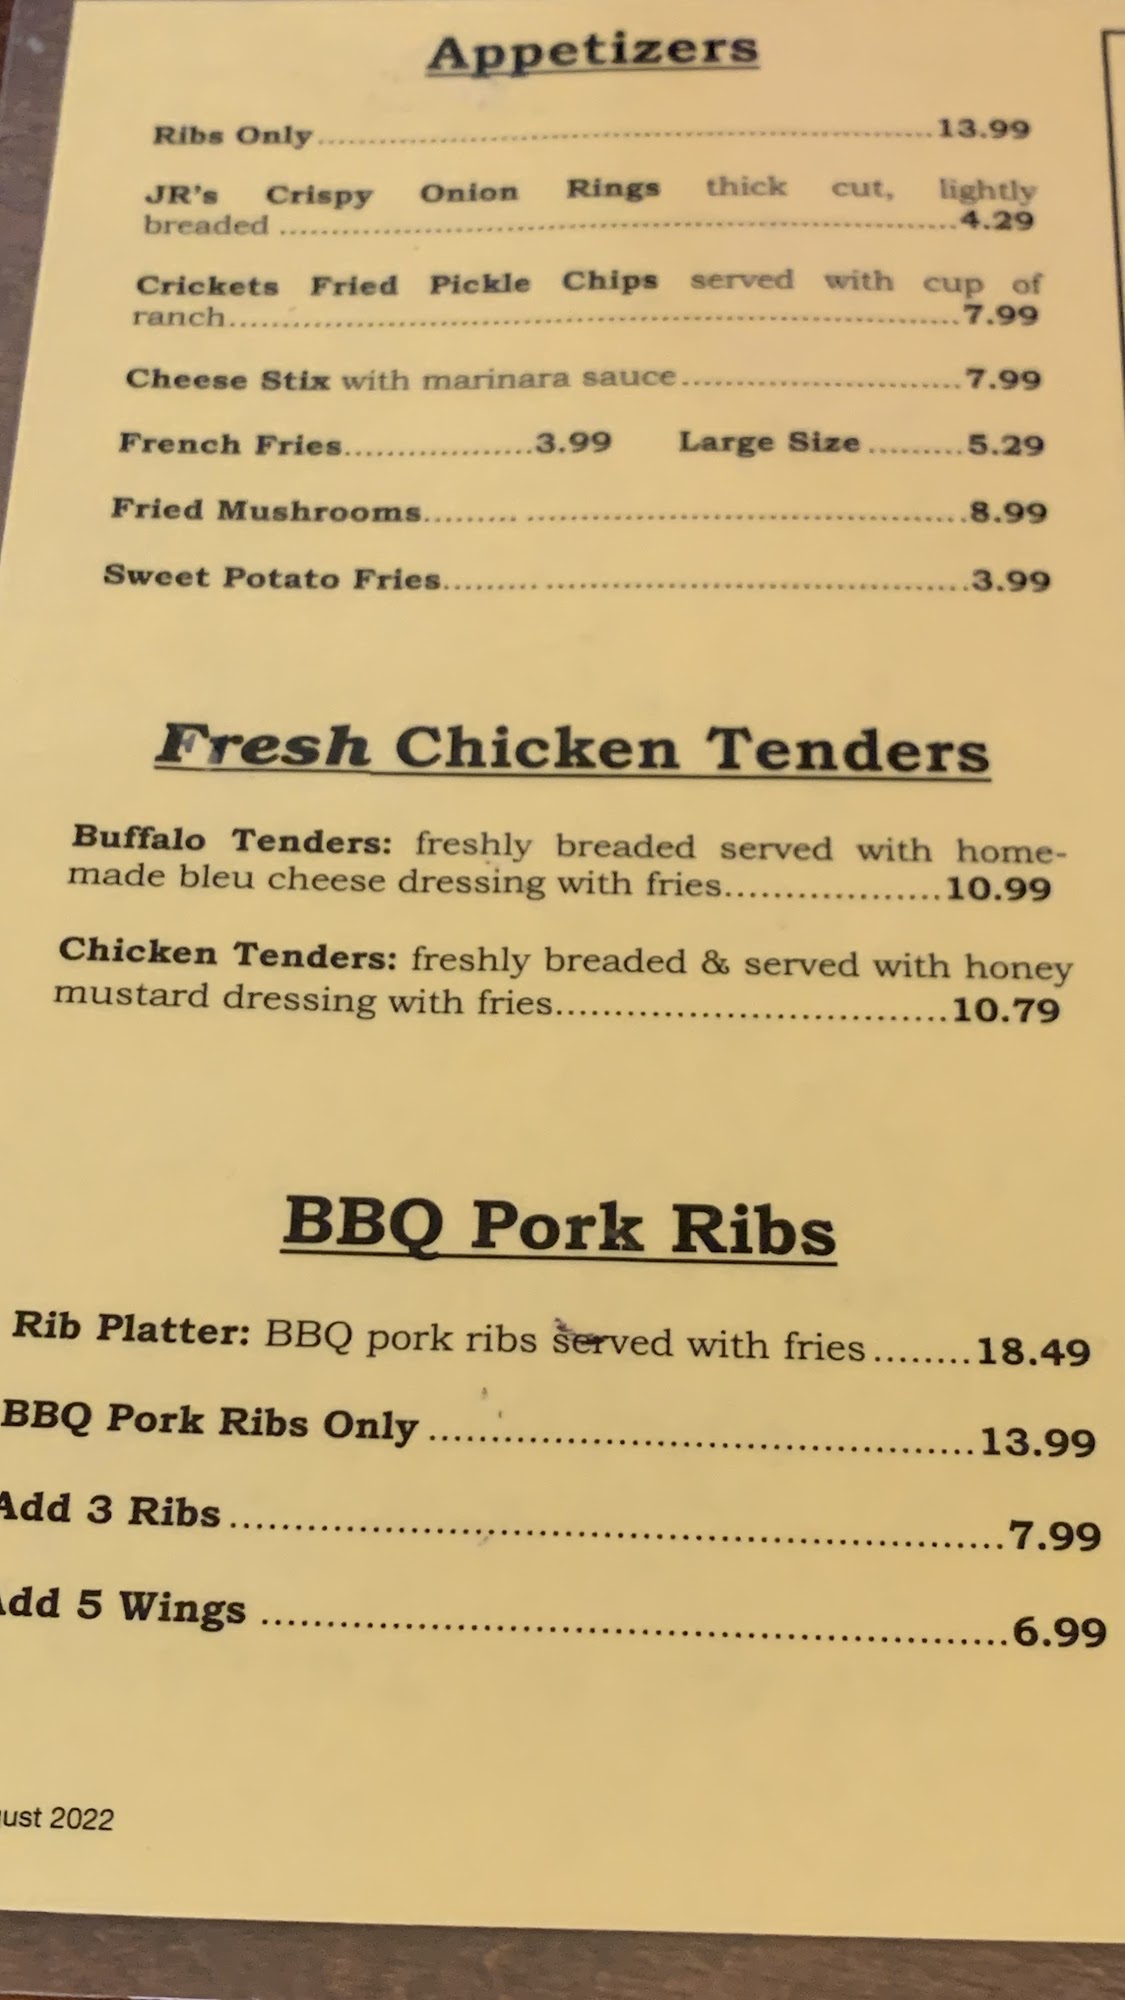 Appetizers
Ribs Only..........................................................................13.99
JR's Crispy Onion Rings thick cut, lightly
breaded ...................................................................................4.29
Crickets Fried Pickle Chips served with cup of
ranch.........................................................................................7.99
Cheese Stix with marinara sauce..................................7.99
French Fries...................3.99 Large Size..........5.29
Fried Mushrooms......... .....................................................8.99
Sweet Potato Fries......... ....................................................3.99
Fresh Chicken Tenders
Buffalo Tenders: freshly breaded served with home-
made bleu cheese dressing with fries..................10.99
Chicken Tenders: freshly breaded & served with honey
mustard dressing with fries................................10.79
BBQ Pork Ribs
Rib Platter: BBQ pork ribs served with fries........18.49
BBQ Pork Ribs Only ..........................................13.99
Add 3 Ribs............................................................7.99
Add 5 Wings .........................................................6.99
ust 2022